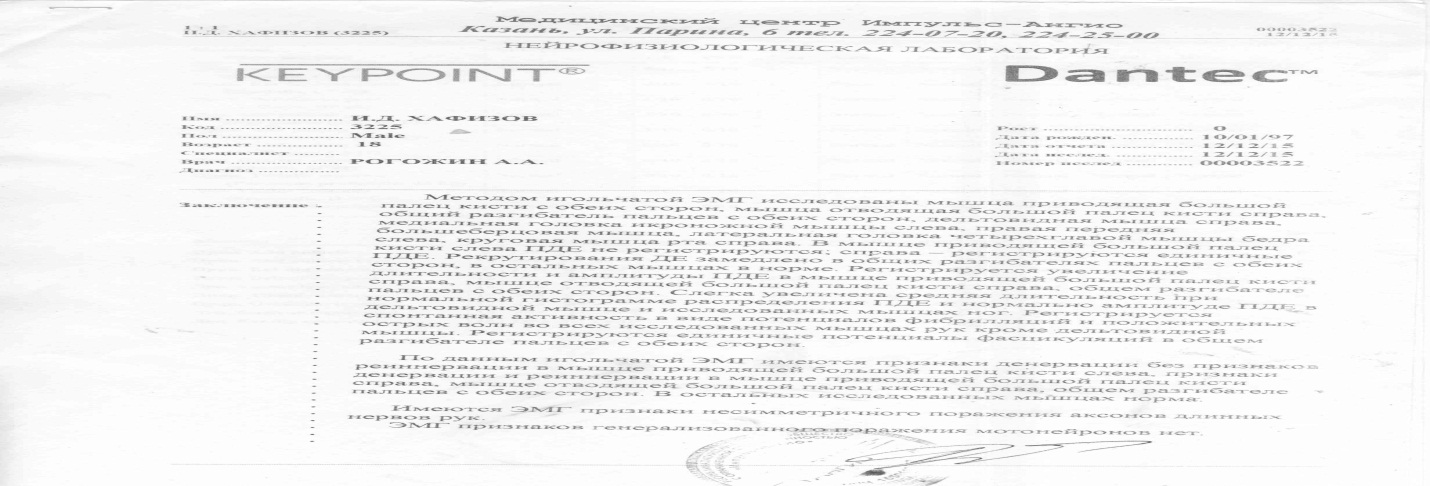 И.Д. ХАФИЗОВ (3225)
Медицинский центр Импульс-Ангио
Казань, ул. Парина, 6 тел. 224-07-20, 224-25-00
00003522
12/12/15
НЕЙРОФИЗИОЛОГИЧЕСКАЯ ЛАБОРАТОРИЯ
KEYPOINT®
Dantec™
Имя .................... И.Д. ХАФИЗОВ
Код .................... 3225
Пол .................... Male
Возраст .................... 18
Специалист ....................
Врач .................... РОГОЖИН А.А.
Диагноз ....................
Рост .................... 0
Дата рожден. .................... 10/01/97
Дата отчета .................... 12/12/15
Дата исслед. .................... 12/12/15
Номер исслед .................... 00003522
Заключение
Методом игольчатой ЭМГ исследованы мышца приводящая большой
палец кисти с обеих сторон, мышца отводящая большой палец кисти справа,
общий разгибатель пальцев с обеих сторон, дельтовидная мышца справа,
медиальная головка икроножной мышцы слева, правая передняя
большеберцовая мышца, латеральная головка четырехглавой мышцы бедра
слева, круговая мышца рта справа. В мышце приводящей большой палец
кисти слева ПДЕ не регистрируются; справа – регистрируются единичные
ПДЕ. Рекрутирования ДЕ замедлено в общих разгибателях пальцев с обеих
сторон, в остальных мышцах в норме. Регистрируется увеличение
длительности и амплитуды ПДЕ в мышце приводящей большой палец кисти
справа, мышце отводящей большой палец кисти справа, общем разгибателе
пальцев с обеих сторон. Слегка увеличена средняя длительность при
нормальной гистограмме распределения ПДЕ и нормально амплитуде ПДЕ в
дельтовидной мышце и исследованных мышцах ног. Регистрируется
спонтанная активность в виде потенциалов фибрилляций и положительных
острых волн во всех исследованных мышцах рук кроме дельтовидной
мышцы. Регистрируются единичные потенциалы фасцикуляций в общем
разгибателе пальцев с обеих сторон.
По данным игольчатой ЭМГ имеются признаки денервации без признаков
реиннервации в мышце приводящей большой палец кисти слева, признаки
денервации и реиннервации в мышце приводящей большой палец кисти
справа, мышце отводящей большой палец кисти справа, общем разгибателе
пальцев с обеих сторон. В остальных исследованных мышцах норма.
Имеются ЭМГ признаки несимметричного поражения аксонов длинных
нервов рук.
ЭМГ признаков генерализованного поражения мотонейронов нет.